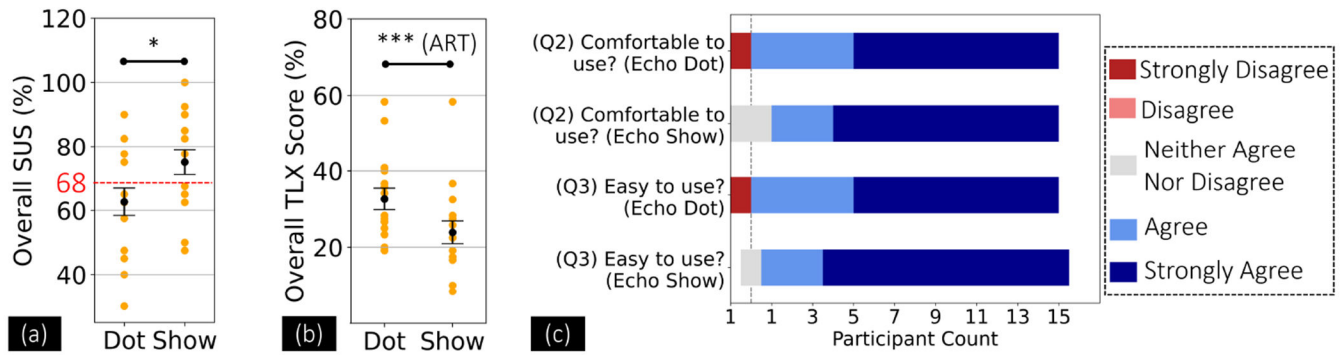 *
120
100
80
68
60
40
Overall SUS (%)
Dot Show
(a)
*** (ART)
80
60
40
20
Overall TLX Score (%)
Dot Show
(b)
(Q2) Comfortable to
use? (Echo Dot)
(Q2) Comfortable to
use? (Echo Show)
(Q3) Easy to use?
(Echo Dot)
(Q3) Easy to use?
(Echo Show)
1 1 3 5 7 9 11 13 15
Participant Count
(c)
Strongly Disagree
Disagree
Neither Agree
Nor Disagree
Agree
Strongly Agree